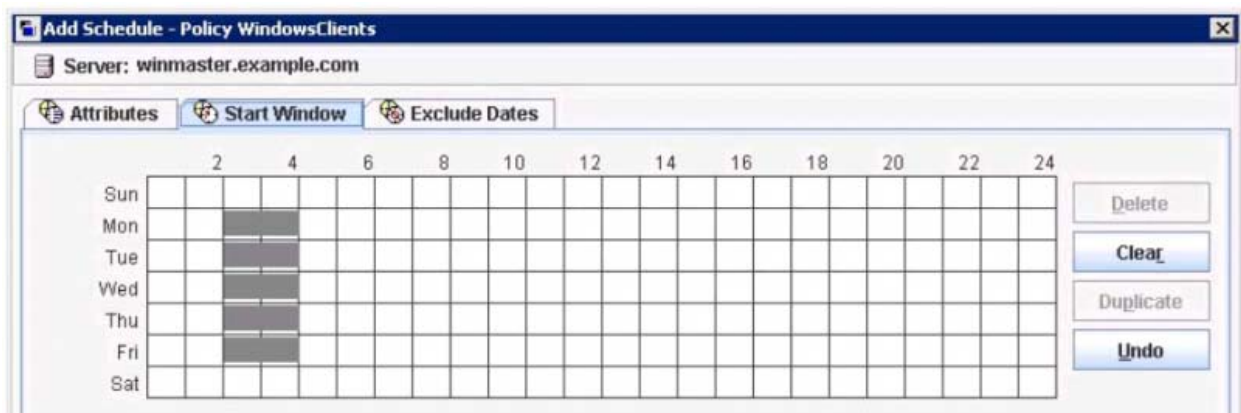 Add Schedule - Policy WindowsClients
Server: winmaster.example.com
Attributes Start Window Exclude Dates
2 4 6 8 10 12 14 16 18 20 22 24
Sun
Mon
Tue
Wed
Thu
Fri
Sat
Delete
Clear
Duplicate
Undo